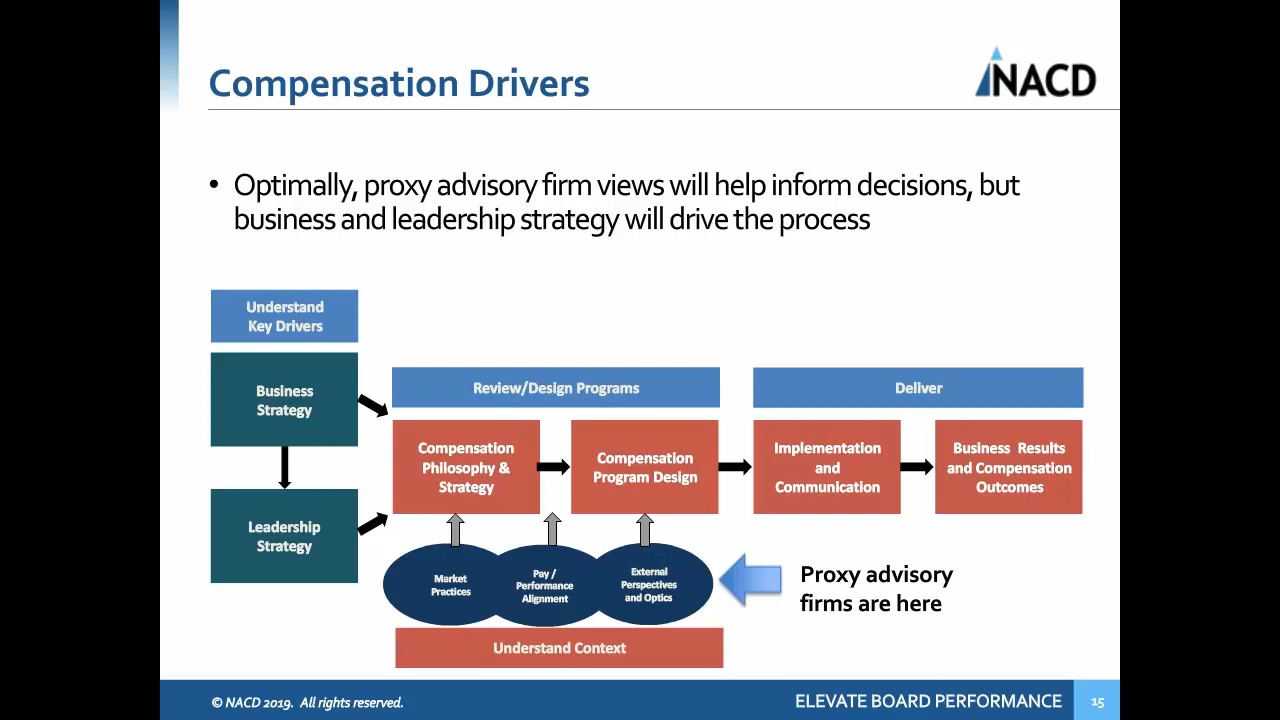 Compensation Drivers
NACD
• Optimally, proxy advisory firm views will help inform decisions, but
business and leadership strategy will drive the process
Understand
Key Drivers
Business
Strategy
Leadership
Strategy
Review/Design Programs
Compensation
Philosophy &
Strategy
Compensation
Program Design
Deliver
Implementation
and
Communication
Business Results
and Compensation
Outcomes
Market
Practices
Pay /
Performance
Alignment
External
Perspectives
and Optics
Proxy advisory
firms are here
Understand Context
© NACD 2019. All rights reserved.
ELEVATE BOARD PERFORMANCE
15